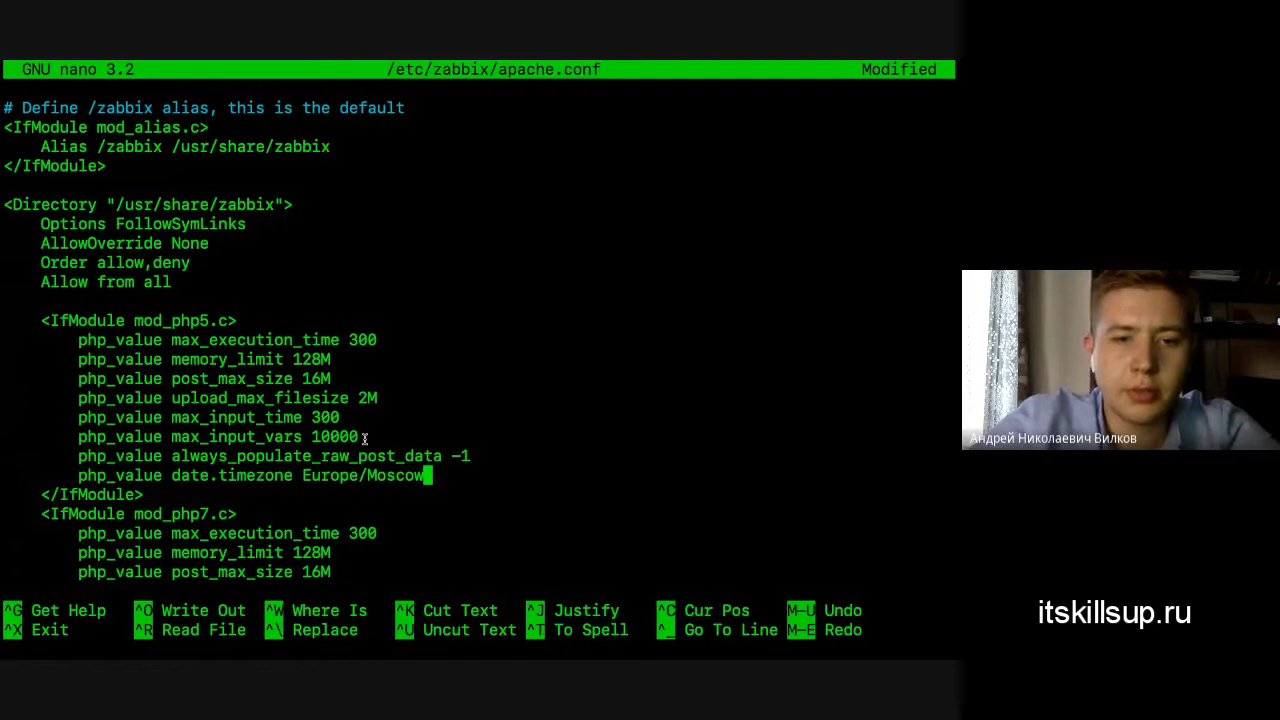 GNU nano 3.2 /etc/zabbix/apache.conf Modified
# Define /zabbix alias, this is the default
<IfModule mod_alias.c>
Alias /zabbix /usr/share/zabbix
</IfModule>
<Directory "/usr/share/zabbix">
Options FollowSymLinks
AllowOverride None
Order allow,deny
Allow from all
<IfModule mod_php5.c>
php_value max_execution_time 300
php_value memory_limit 128M
php_value post_max_size 16M
php_value upload_max_filesize 2M
php_value max_input_time 300
php_value max_input_vars 10000
php_value always_populate_raw_post_data -1
php_value date.timezone Europe/Moscow
</IfModule>
<IfModule mod_php7.c>
php_value max_execution_time 300
php_value memory_limit 128M
php_value post_max_size 16M
^G Get Help ^O Write Out ^W Where Is ^K Cut Text ^J Justify ^C Cur Pos M-U Undo
^X Exit ^R Read File ^\ Replace ^U Uncut Text ^T To Spell ^_ Go To Line M-E Redo
Андрей Николаевич Вилков
itskillsup.ru